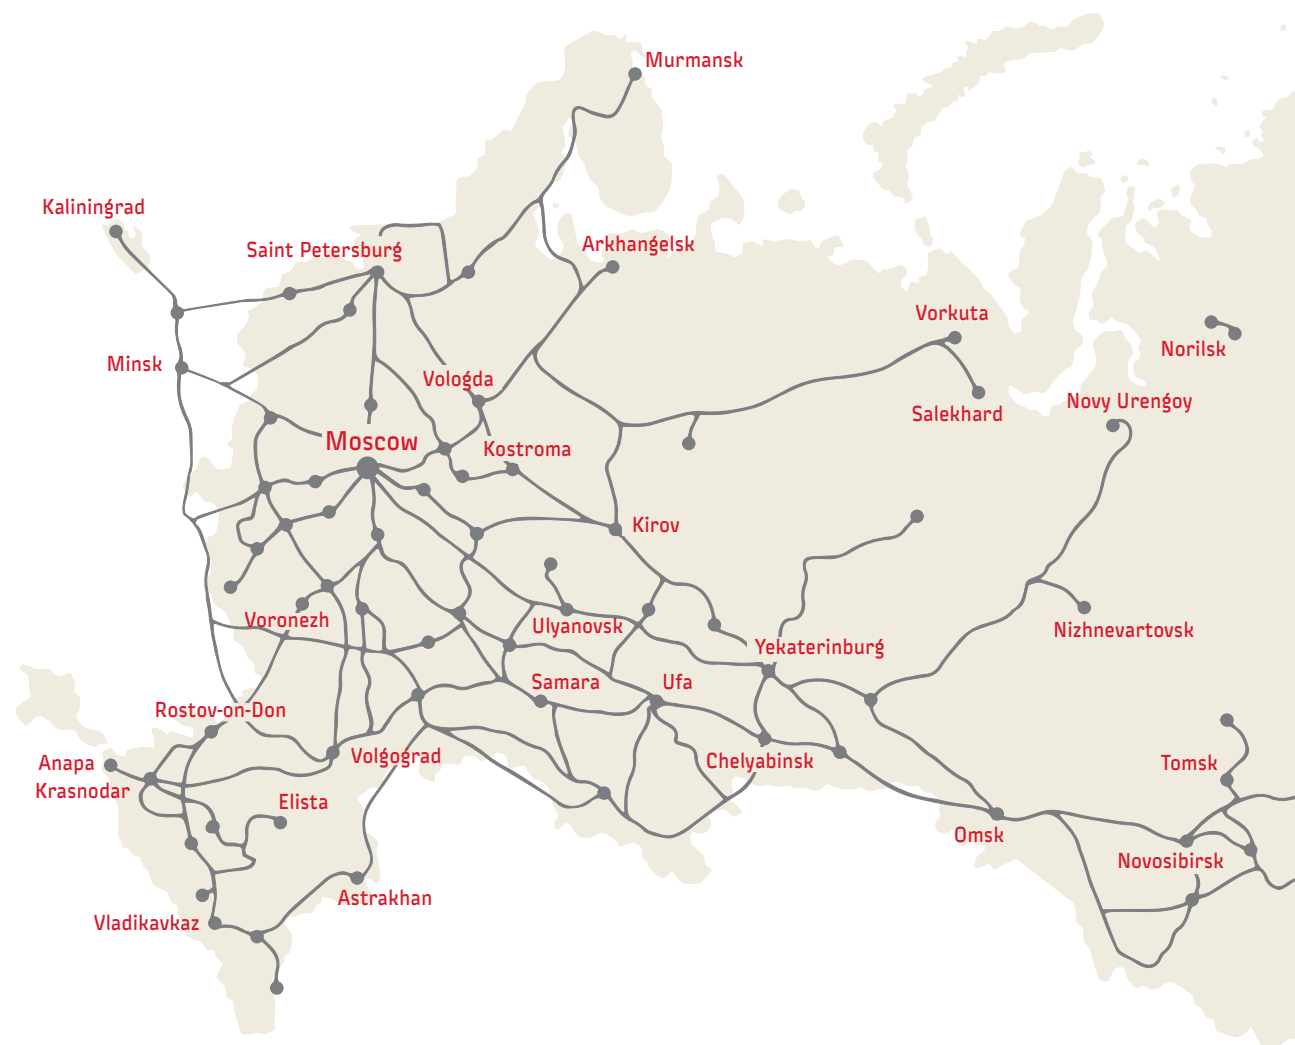 Murmansk
Kaliningrad
Saint Petersburg
Arkhangelsk
Vorkuta
Norilsk
Minsk
Vologda
Salekhard
Novy Urengoy
Moscow
Kostroma
Kirov
Voronezh
Ulyanovsk
Nizhnevartovsk
Yekaterinburg
Samara
Ufa
Rostov-on-Don
Volgograd
Chelyabinsk
Anapa
Tomsk
Krasnodar
Elista
Omsk
Novosibirsk
Astrakhan
Vladikavkaz